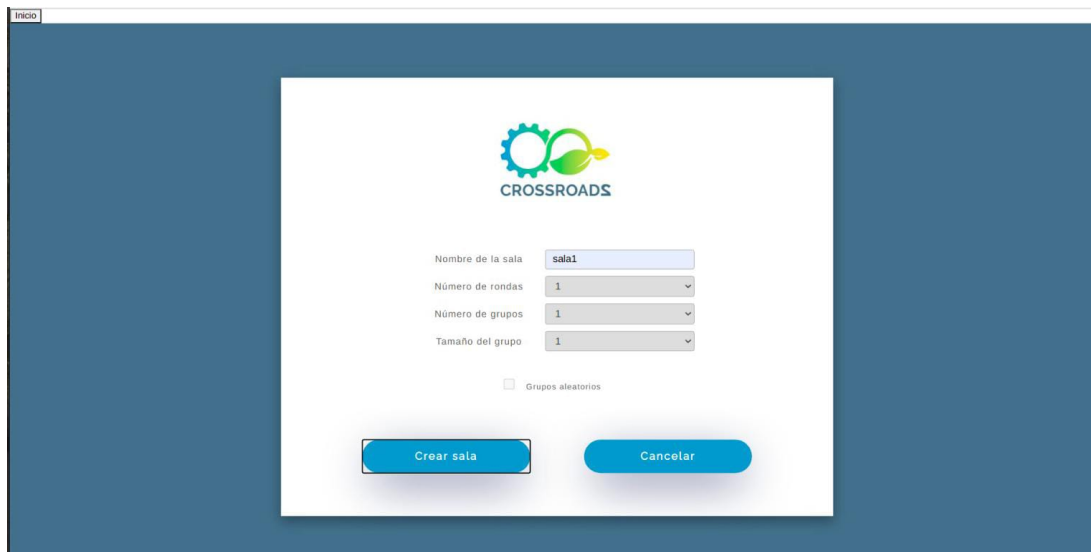 Inicio
CROSSROADS
Nombre de la sala sala1
Número de rondas 1
Número de grupos 1
Tamaño del grupo 1
Grupos aleatorios
Crear sala Cancelar